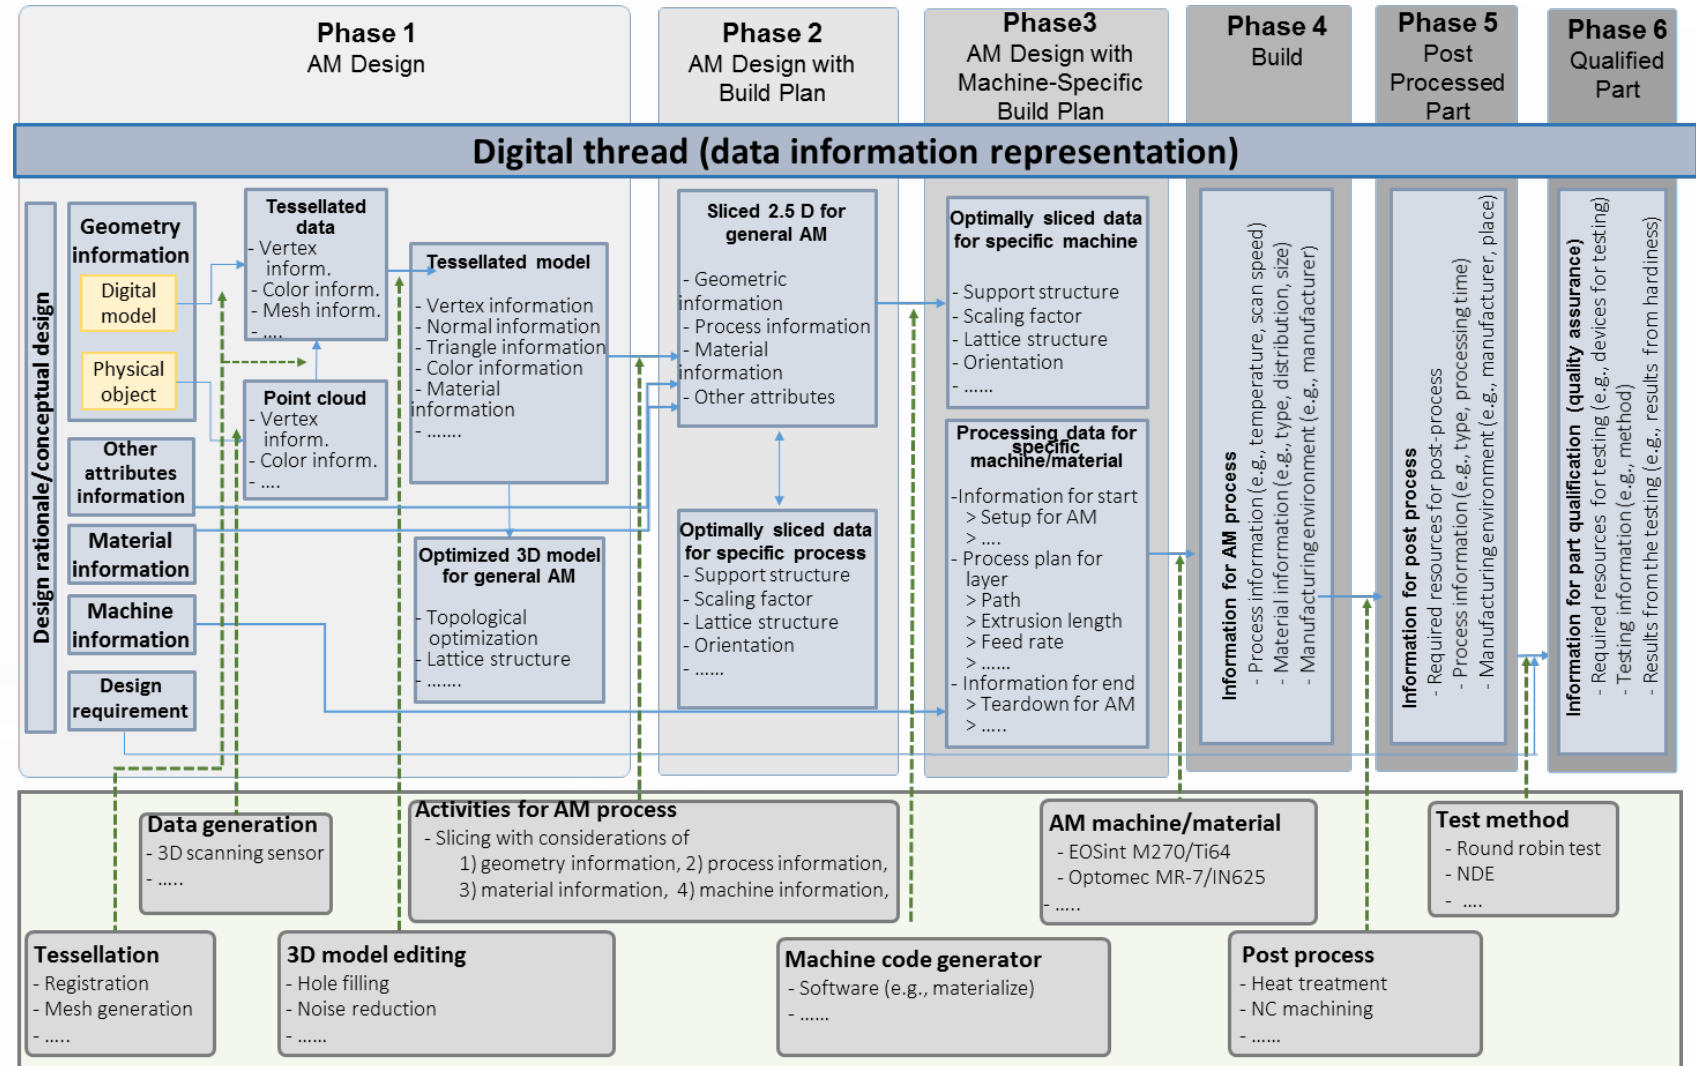 Phase 1
AM Design
Phase 2
AM Design with
Build Plan
Phase3
AM Design with
Machine-Specific
Build Plan
Phase 4
Build
Phase 5
Post
Processed
Part
Phase 6
Qualified
Part
Digital thread (data information representation)
Design rationale/conceptual design
Geometry
information
Digital
model
Physical
object
Other
attributes
information
Material
information
Machine
information
Design
requirement
Tessellated
data
- Vertex
inform.
- Color inform.
- Mesh inform.
- ....
Point cloud
- Vertex
inform.
- Color inform.
- ....
Tessellated model
- Vertex information
- Normal information
- Triangle information
- Color information
- Material
information
- .......
Optimized 3D model
for general AM
- Topological
optimization
- Lattice structure
- .......
Sliced 2.5 D for
general AM
- Geometric
information
- Process information
- Material
information
- Other attributes
Optimally sliced data
for specific process
- Support structure
- Scaling factor
- Lattice structure
- Orientation
- ......
Optimally sliced data
for specific machine
- Support structure
- Scaling factor
- Lattice structure
- Orientation
- ......
Processing data for
specific
machine/material
-Information for start
> Setup for AM
> ....
- Process plan for
layer
> Path
> Extrusion length
> Feed rate
> ......
- Information for end
> Teardown for AM
> .....
Information for AM process
- Process information (e.g., temperature, scan speed)
- Material information (e.g., type, distribution, size)
- Manufacturing environment (e.g., manufacturer)
Information for post process
- Required resources for post-process
- Process information (e.g., type, processing time)
- Manufacturing environment (e.g., manufacturer, place)
Information for part qualification (quality assurance)
- Required resources for testing (e.g., devices for testing)
- Testing information (e.g., method)
- Results from the testing (e.g., results from hardiness)
Data generation
- 3D scanning sensor
- .....
Activities for AM process
- Slicing with considerations of
1) geometry information, 2) process information,
3) material information, 4) machine information,
AM machine/material
- EOSint M270/Ti64
- Optomec MR-7/IN625
- .....
Test method
- Round robin test
- NDE
- ....
Tessellation
- Registration
- Mesh generation
- .....
3D model editing
- Hole filling
- Noise reduction
- ......
Machine code generator
- Software (e.g., materialize)
- ......
Post process
- Heat treatment
- NC machining
- ......